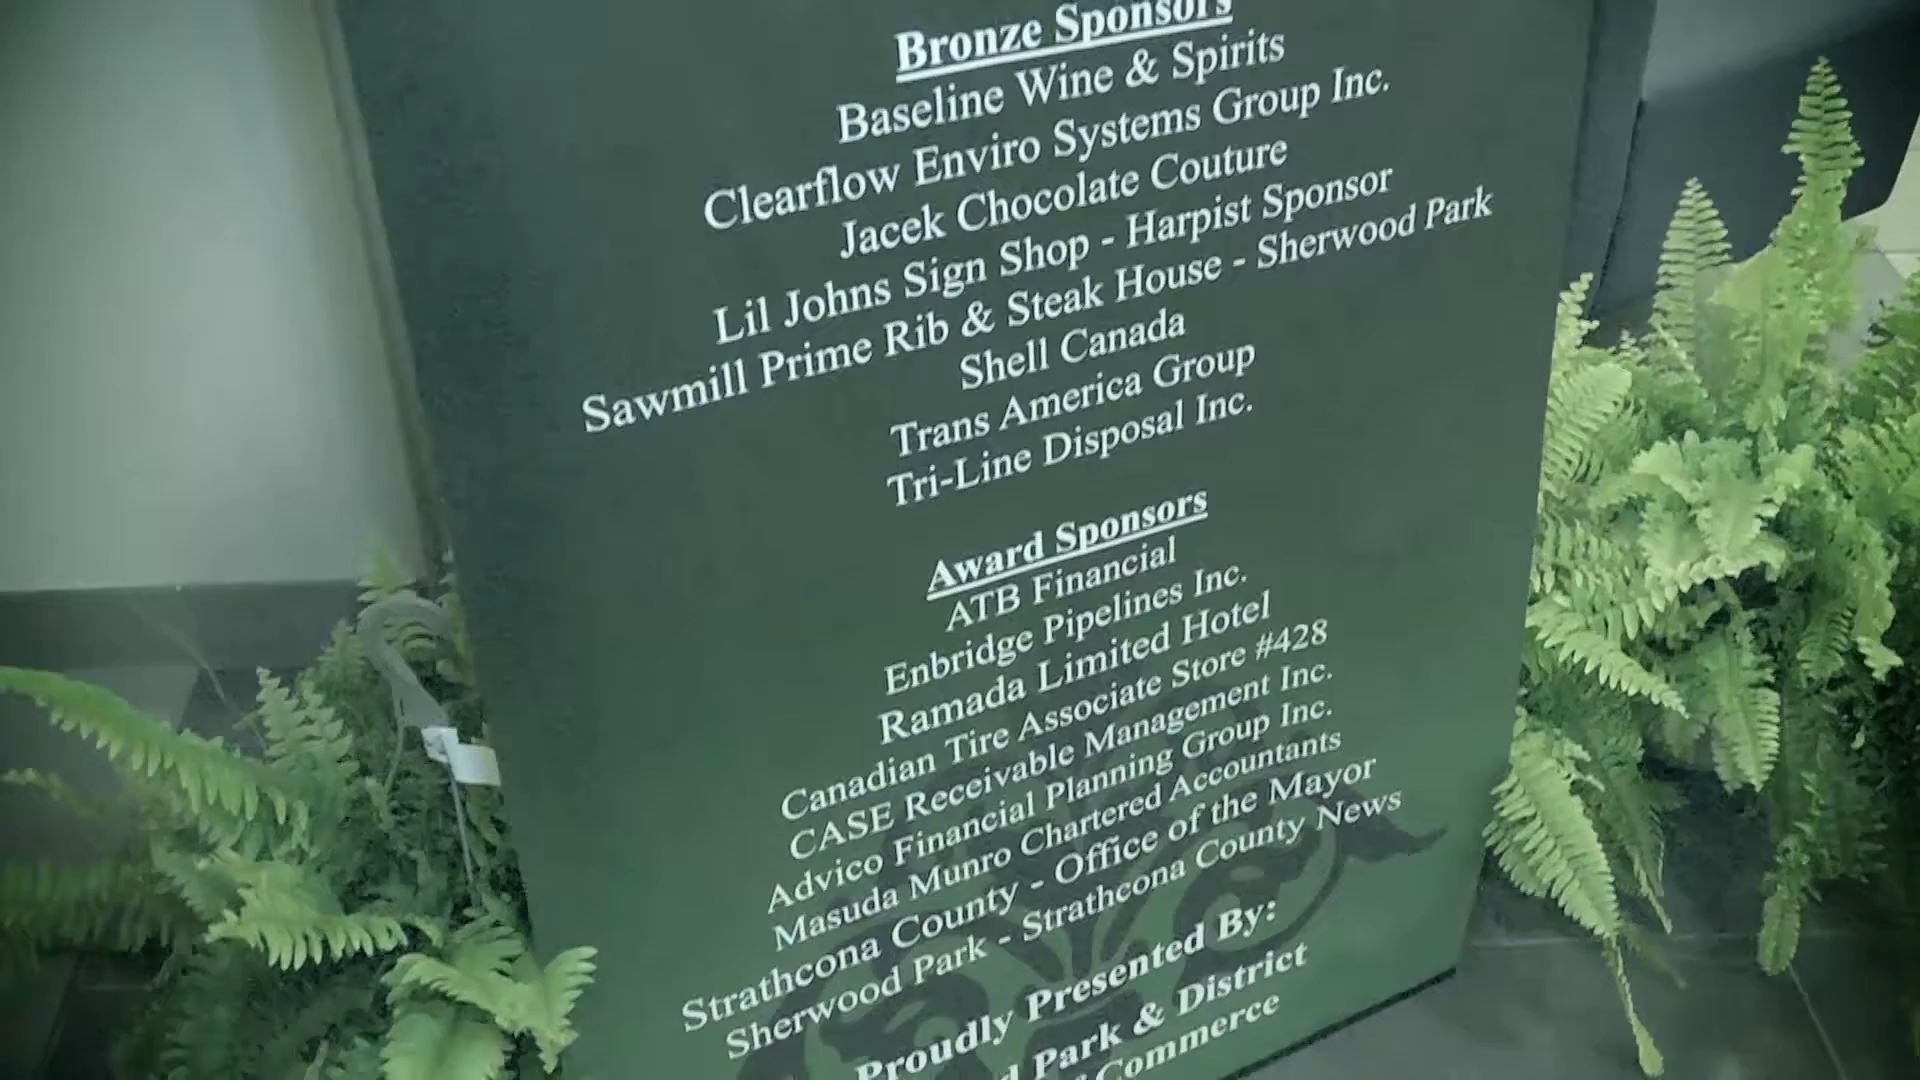 Bronze Sponsors
Baseline Wine & Spirits
Clearflow Enviro Systems Group Inc.
Jacek Chocolate Couture
Lil Johns Sign Shop - Harpist Sponsor
Sawmill Prime Rib & Steak House - Sherwood Park
Shell Canada
Trans America Group
Tri-Line Disposal Inc.
Award Sponsors
ATB Financial
Enbridge Pipelines Inc.
Ramada Limited Hotel
Canadian Tire Associate Store #428
CASE Receivable Management Inc.
Advico Financial Planning Group Inc.
Masuda Munro Chartered Accountants
Strathcona County - Office of the Mayor
Sherwood Park - Strathcona County News
Proudly Presented By:
Park & District
Commerce